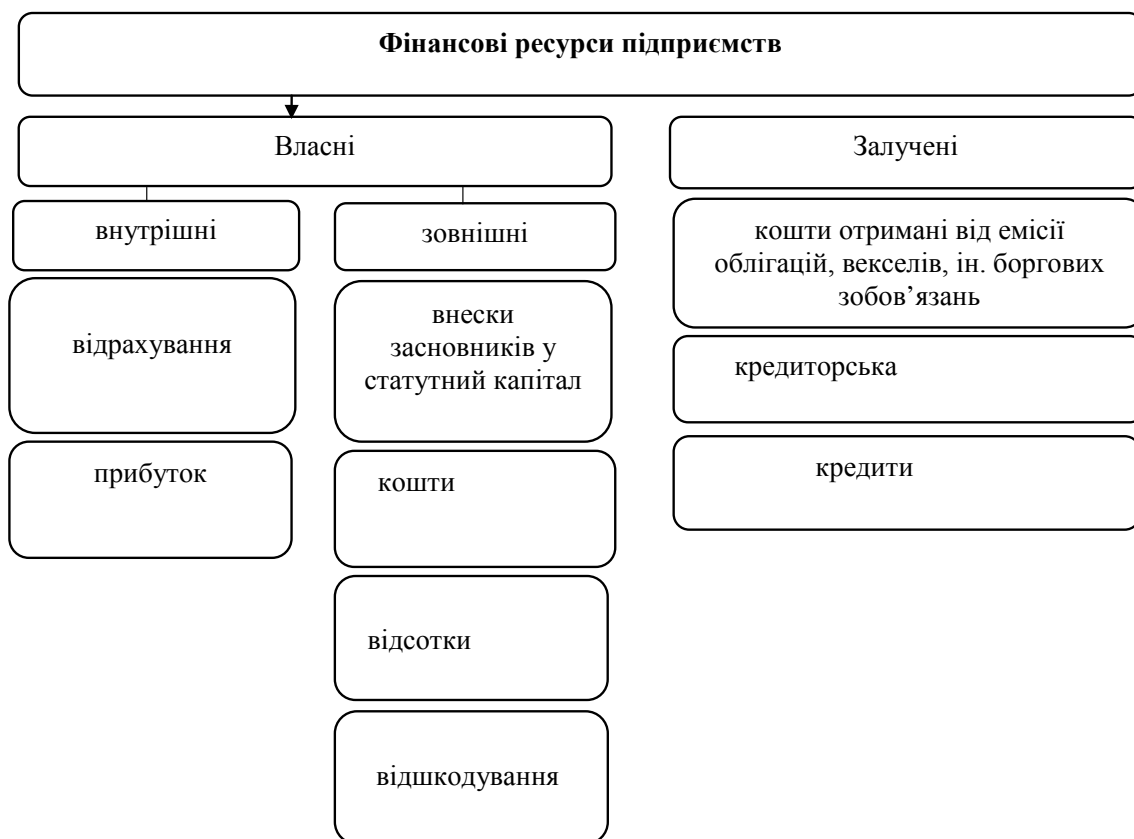 Фінансові ресурси підприємств
Власні
Залучені
внутрішні
зовнішні
кошти отримані від емісії
облігацій, векселів, ін. боргових
зобов’язань
відрахування
внески
засновників у
статутний капітал
кредиторська
прибуток
кошти
кредити
відсотки
відшкодування